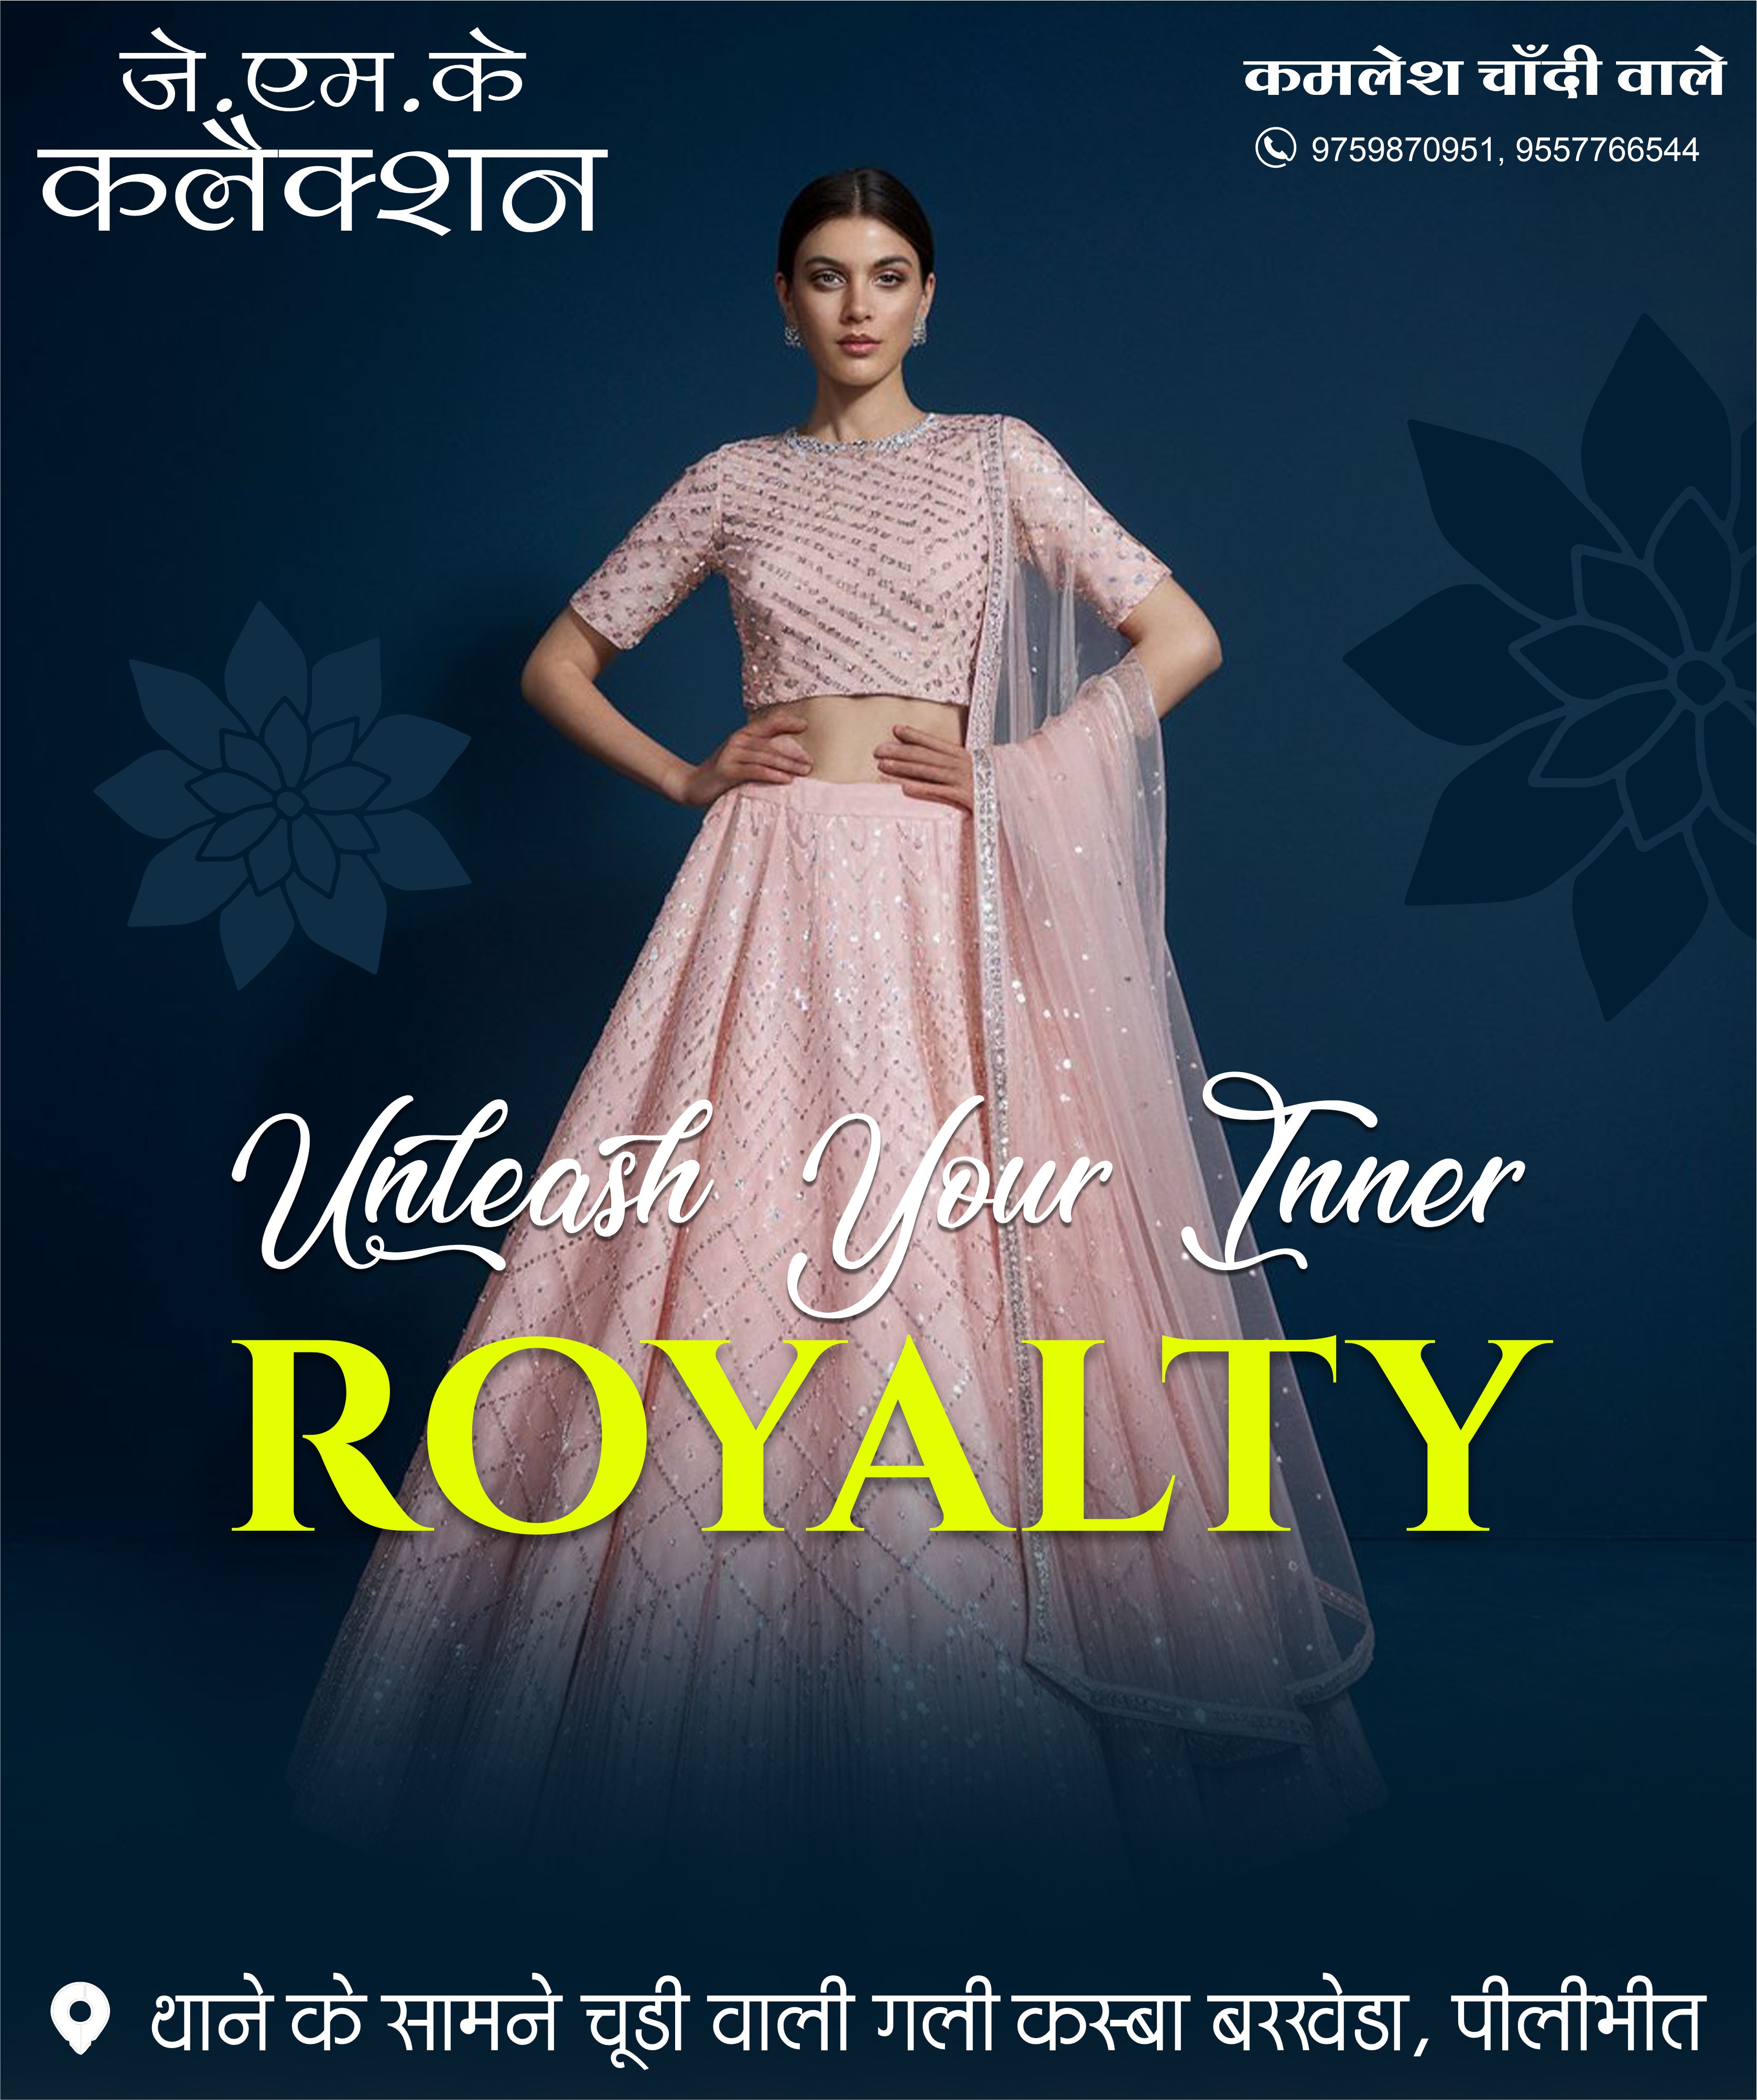 जे.एम.के
कलैक्शन
कमलेश चाँदी वाले
9759870951, 9557766544
Unleash Your Inner
ROYALTY
थाने के सामने चूडी वाली गली कस्बा बरखेडा, पीलीभीत